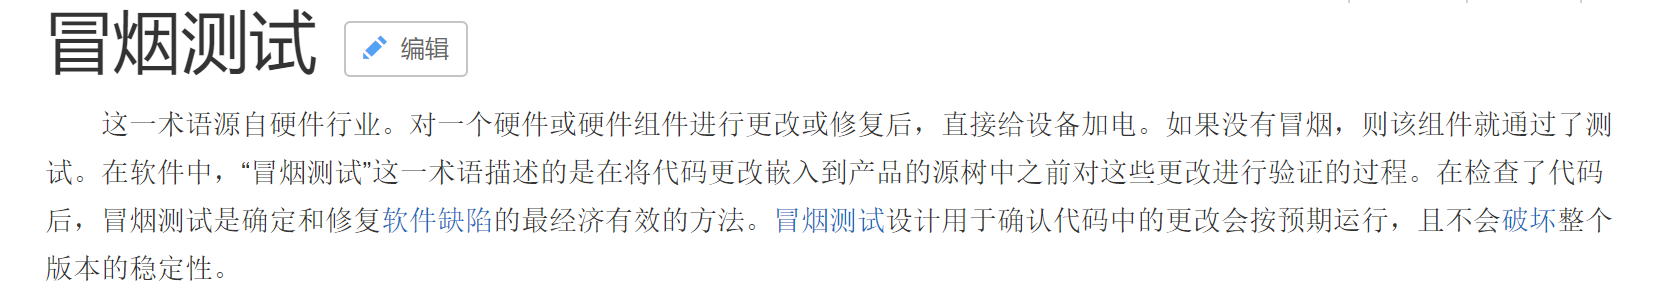 冒烟测试 编辑
这一术语源自硬件行业。对一个硬件或硬件组件进行更改或修复后，直接给设备加电。如果没有冒烟，则该组件就通过了测
试。在软件中，“冒烟测试”这一术语描述的是在将代码更改嵌入到产品的源树中之前对这些更改进行验证的过程。在检查了代码
后，冒烟测试是确定和修复软件缺陷的最经济有效的方法。冒烟测试设计用于确认代码中的更改会按预期运行，且不会破坏整个
版本的稳定性。